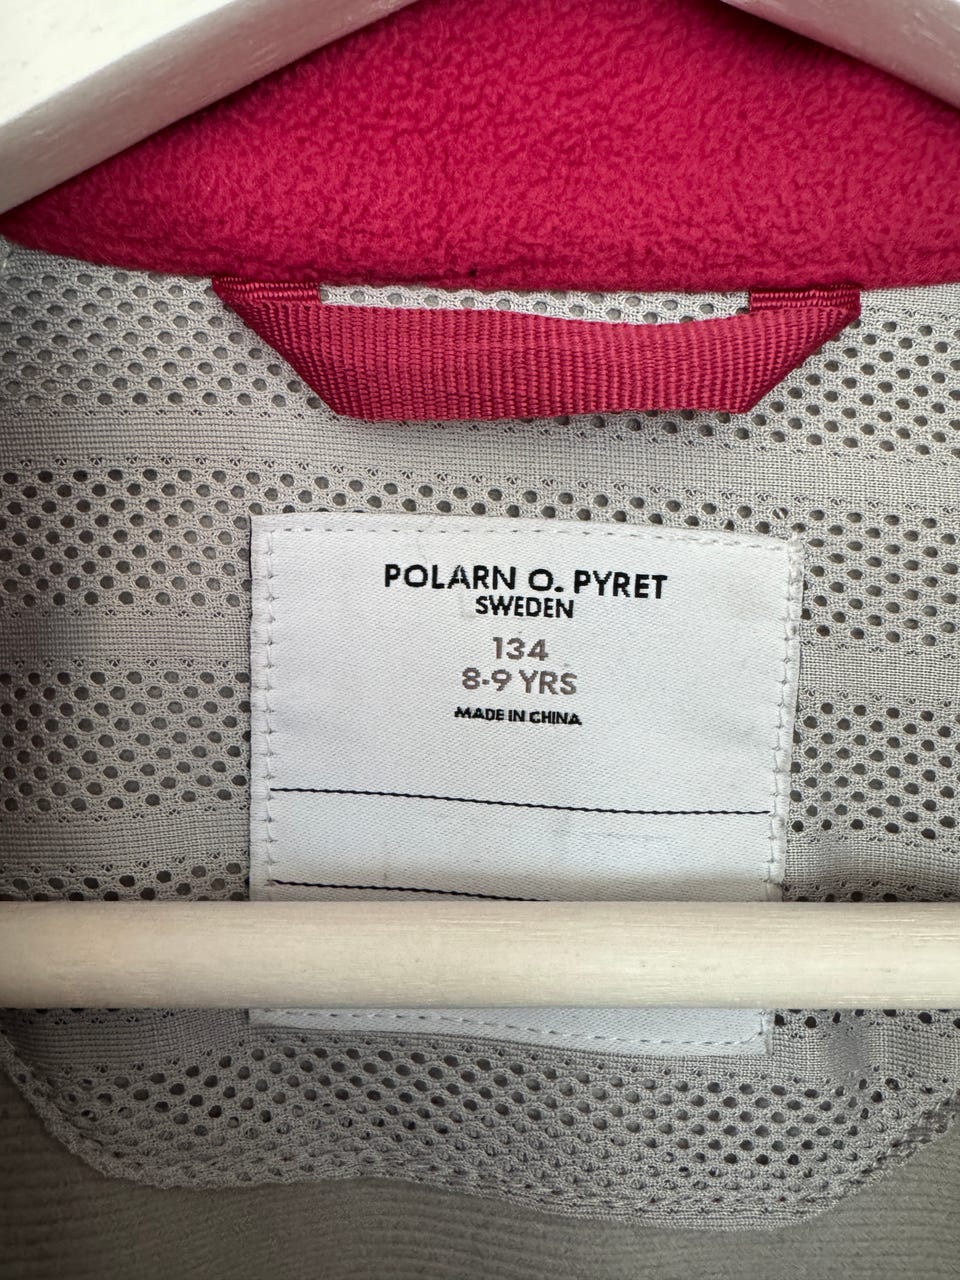 POLARN O. PYRET
SWEDEN
134
8-9 YRS
MADE IN CHINA